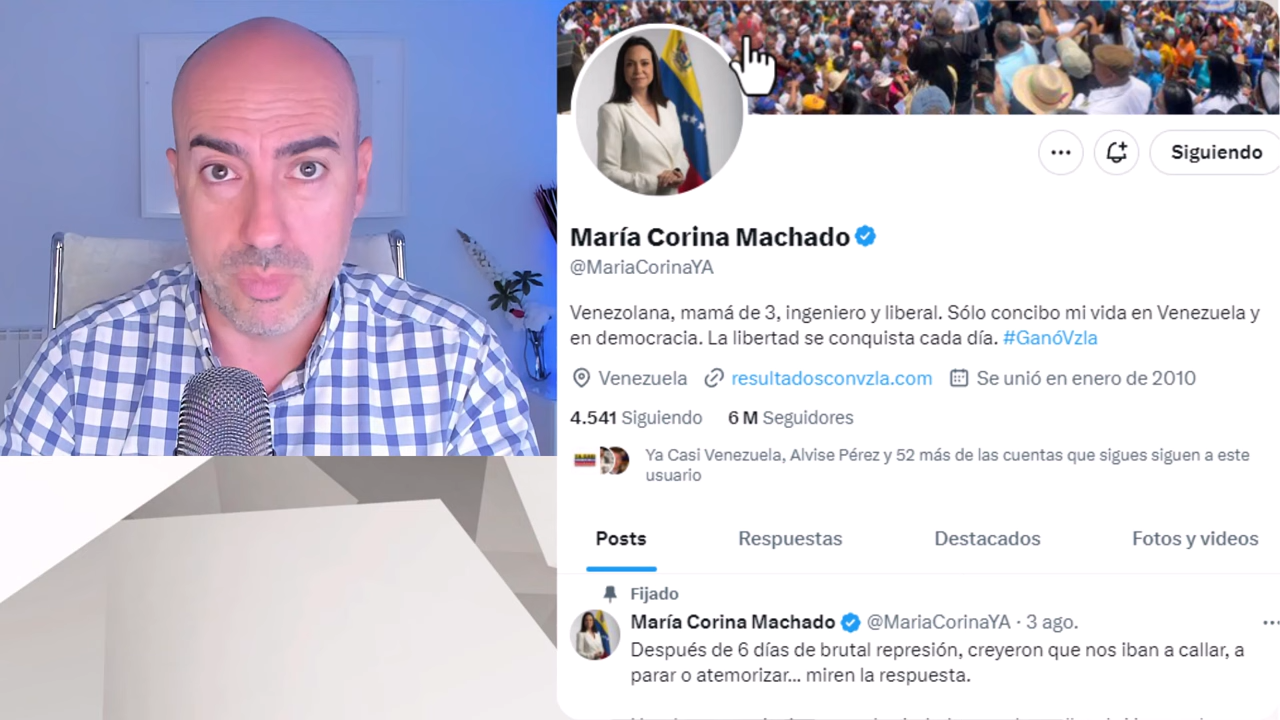 Siguiendo
María Corina Machado
@MariaCorinaYA
Venezolana, mamá de 3, ingeniero y liberal. Sólo concibo mi vida en Venezuela y
en democracia. La libertad se conquista cada día. #GanóVzla
Venezuela resultadosconvzla.com Se unió en enero de 2010
4.541 Siguiendo 6 M Seguidores
Ya Casi Venezuela, Alvise Pérez y 52 más de las cuentas que sigues siguen a este
usuario
Posts Respuestas Destacados Fotos y videos
Fijado
María Corina Machado @MariaCorinaYA · 3 ago.
Después de 6 días de brutal represión, creyeron que nos iban a callar, a
parar o atemorizar... miren la respuesta.